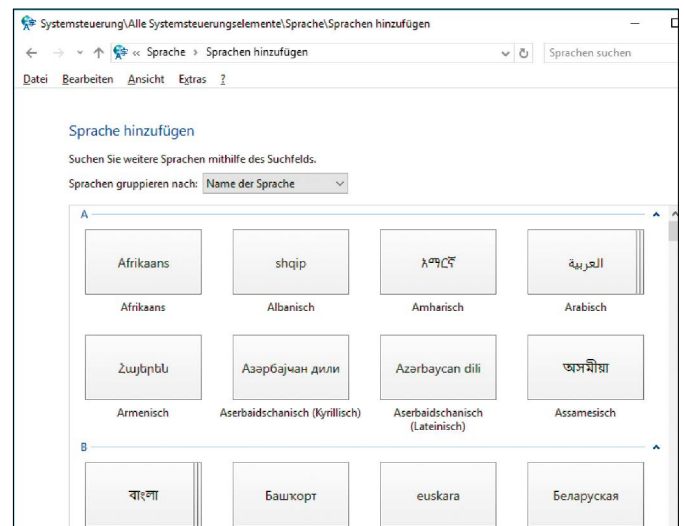 Systemsteuerung\Alle Systemsteuerungselemente\Sprache\Sprachen hinzufügen
« Sprache > Sprachen hinzufügen
Sprachen suchen
Datei Bearbeiten Ansicht Extras ?
Sprache hinzufügen
Suchen Sie weitere Sprachen mithilfe des Suchfelds.
Sprachen gruppieren nach: Name der Sprache
A
Afrikaans shqip አማርኛ العربية
Afrikaans Albanisch Amharisch Arabisch
Հայերեն Азәрбајҹан дили Azərbaycan dili অসমীয়া
Armenisch Aserbaidschanisch (Kyrillisch) Aserbaidschanisch Assamesisch
(Lateinisch)
B
বাংলা Башҡорт euskara Беларуская